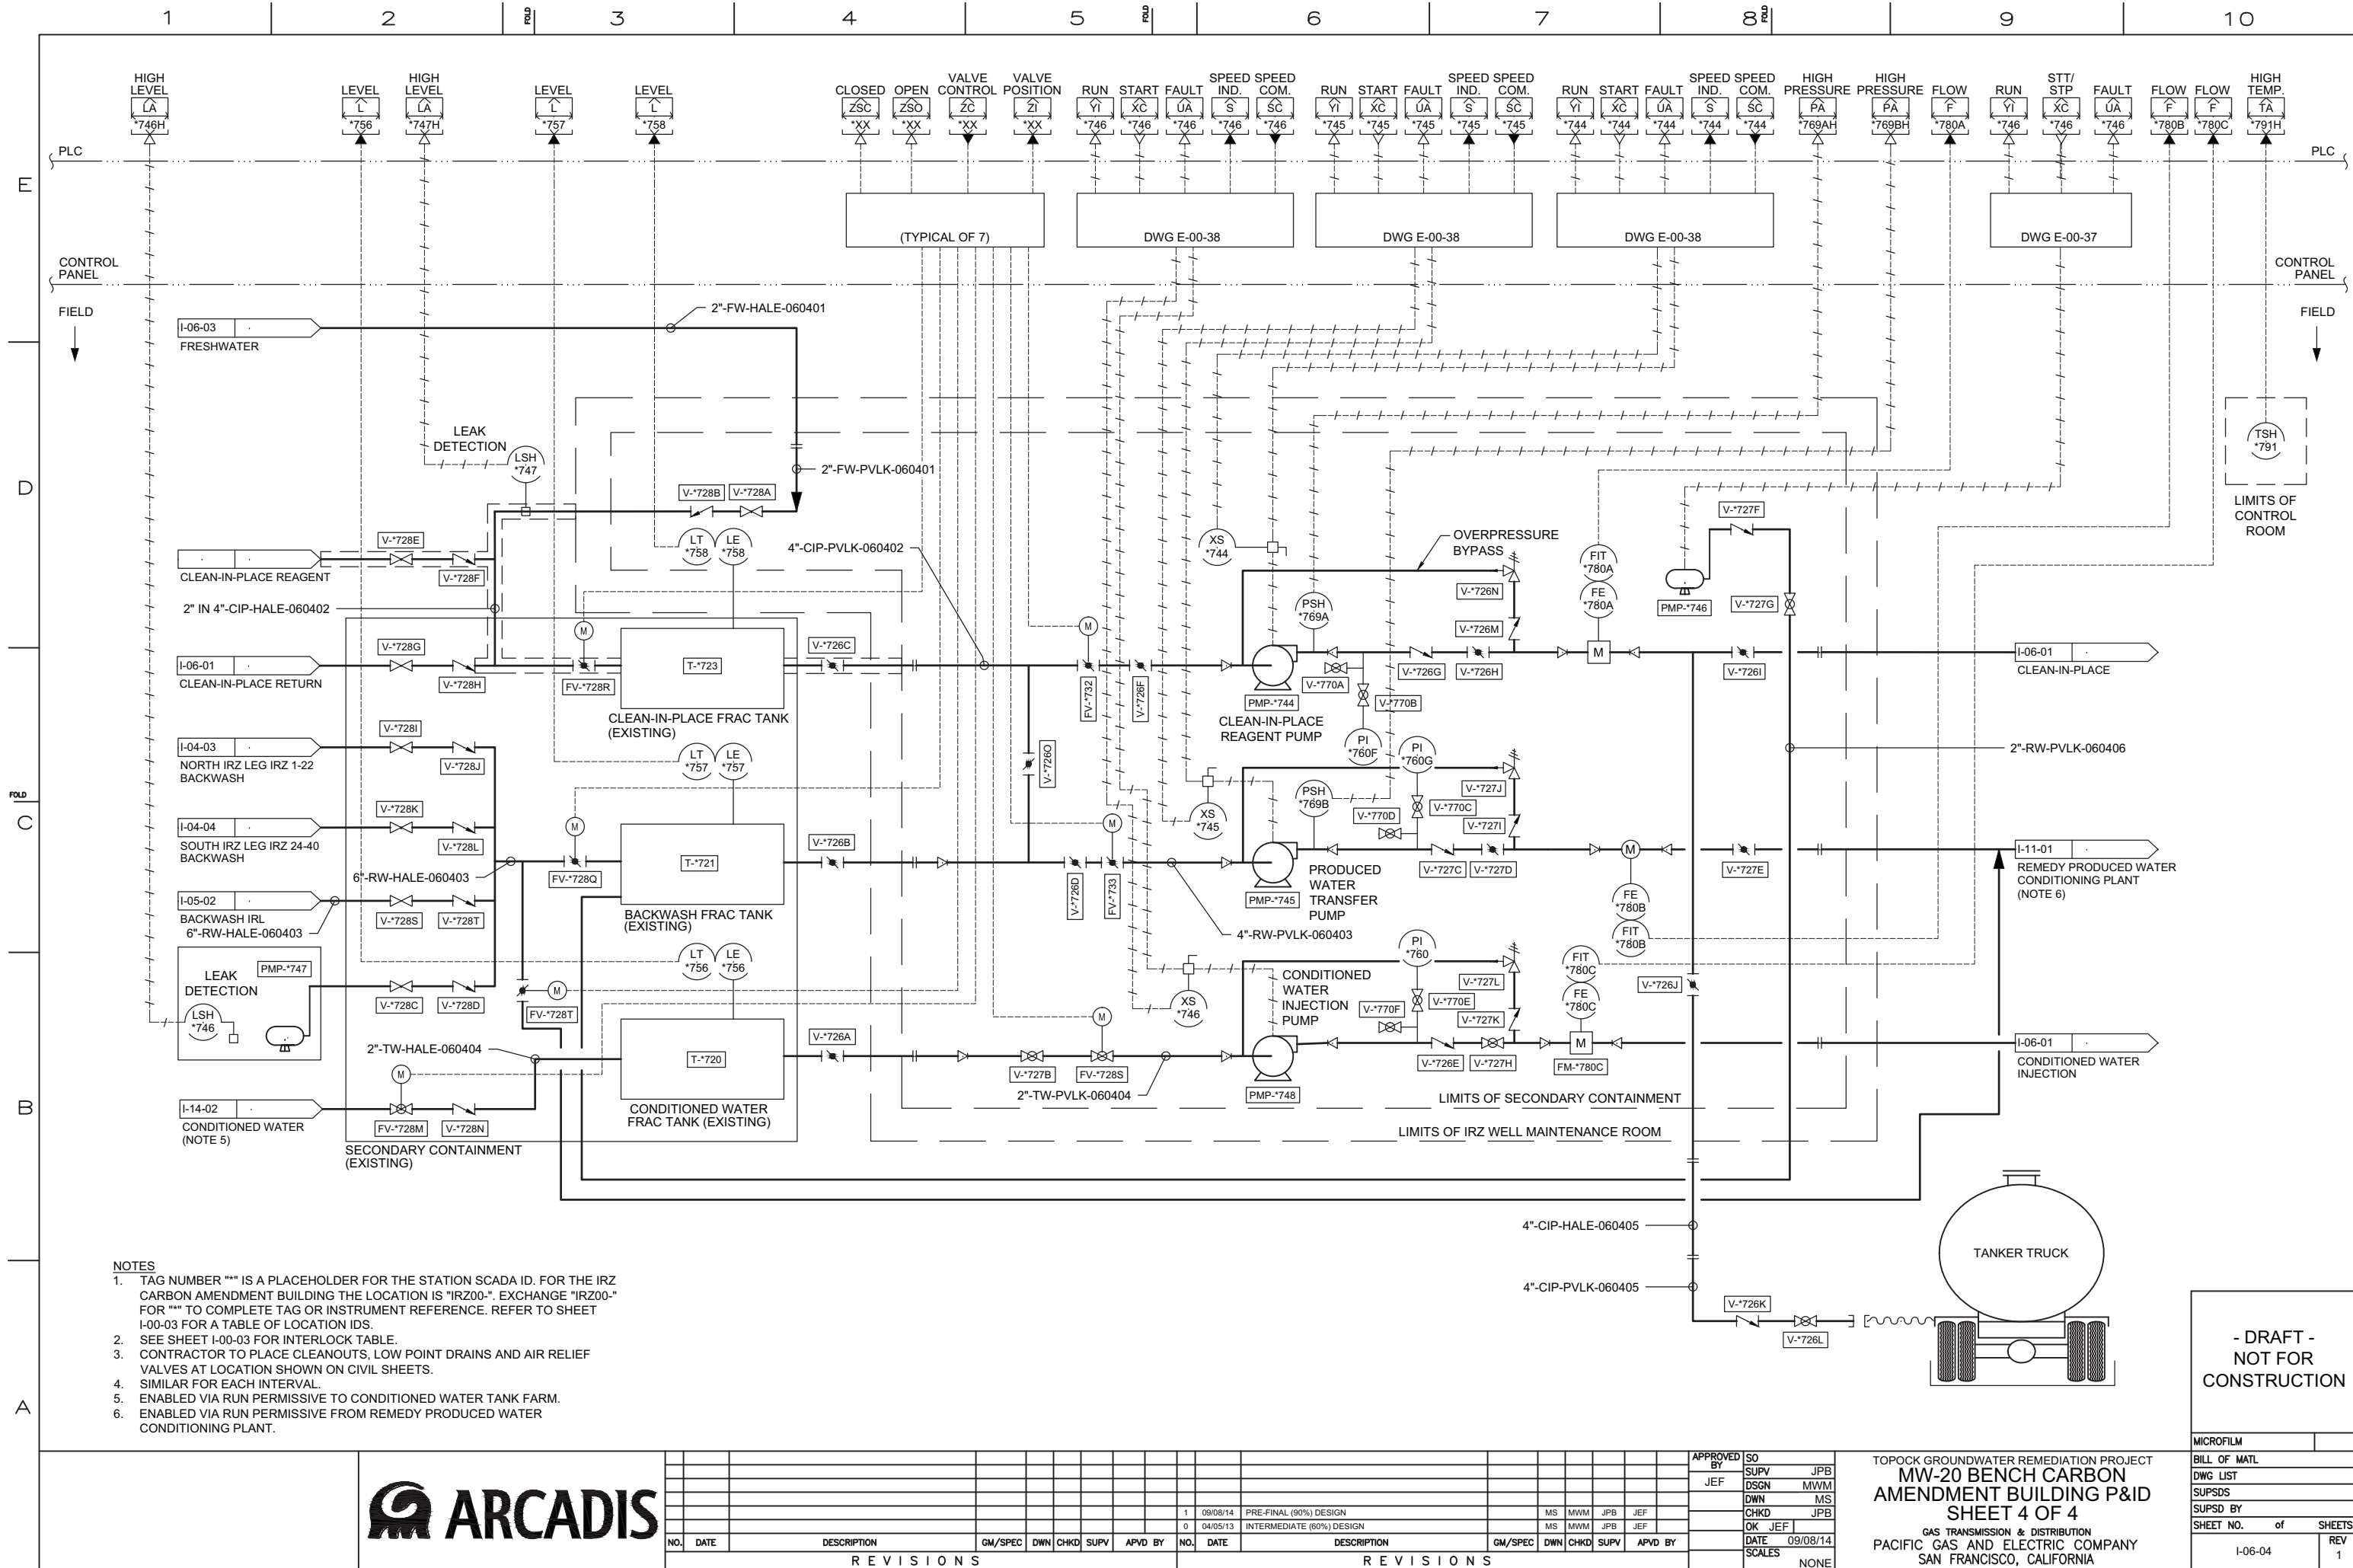 1 2 FOLD 3 4 5 FOLD 6 7 8 FOLD 9 10
HIGH LEVEL LA *746H
LEVEL L *756
HIGH LEVEL LA *747H
LEVEL L *757
LEVEL L *758
CLOSED ZSC *XX
OPEN ZSO *XX
VALVE CONTROL ZC *XX
VALVE POSITION ZI *XX
RUN YI *746
START XC *746
FAULT UA *746
SPEED IND. S *746
SPEED COM. SC *746
RUN YI *745
START XC *745
FAULT UA *745
SPEED IND. S *745
SPEED COM. SC *745
RUN YI *744
START XC *744
FAULT UA *744
SPEED IND. S *744
SPEED COM. SC *744
HIGH PRESSURE PA *769AH
HIGH PRESSURE PA *769BH
FLOW F *780A
RUN YI *746
STT/ STP XC *746
FAULT UA *746
FLOW F *780B
FLOW F *780C
HIGH TEMP. TA *791H
PLC
PLC
E
(TYPICAL OF 7)
DWG E-00-38
DWG E-00-38
DWG E-00-38
DWG E-00-37
CONTROL
PANEL
CONTROL
PANEL
FIELD
FIELD
2"-FW-HALE-060401
I-06-03
FRESHWATER
LEAK
DETECTION
LSH
*747
2"-FW-PVLK-060401
TSH
*791
LIMITS OF
CONTROL
ROOM
D
V-*728B V-*728A
V-*727F
V-*728E
LT
*758
LE
*758
4"-CIP-PVLK-060402
XS
*744
OVERPRESSURE
BYPASS
FIT
*780A
CLEAN-IN-PLACE REAGENT
V-*728F
V-*726N
FE
*780A
PMP-*746
V-*727G
2" IN 4"-CIP-HALE-060402
PSH
*769A
M
M
V-*726M
V-*728G
V-*726C
I-06-01
CLEAN-IN-PLACE RETURN
V-*728H
FV-*728R
T-*723
FV-*732
V-*726F
V-*770A
V-*726G
V-*726H
M
V-*726I
I-06-01
CLEAN-IN-PLACE
PMP-*744
V-*770B
CLEAN-IN-PLACE FRAC TANK
(EXISTING)
CLEAN-IN-PLACE
REAGENT PUMP
V-*728I
I-04-03
NORTH IRZ LEG IRZ 1-22
BACKWASH
V-*728J
LT
*757
LE
*757
V-*726O
PI
*760F
PI
*760G
2"-RW-PVLK-060406
FOLD
C
V-*727J
PSH
*769B
V-*770C
V-*770D
V-*728K
XS
*745
I-04-04
SOUTH IRZ LEG IRZ 24-40
BACKWASH
V-*728L
M
V-*726B
M
V-*727I
T-*721
M
I-11-01
REMEDY PRODUCED WATER
CONDITIONING PLANT
(NOTE 6)
6"-RW-HALE-060403
FV-*728Q
V-*726D
FV-*733
V-*727C
V-*727D
V-*727E
PRODUCED
WATER
TRANSFER
PUMP
PMP-*745
I-05-02
BACKWASH IRL
V-*728S
V-*728T
6"-RW-HALE-060403
BACKWASH FRAC TANK
(EXISTING)
FE
*780B
4"-RW-PVLK-060403
FIT
*780B
LEAK
DETECTION
PMP-*747
LT
*756
LE
*756
PI
*760
CONDITIONED
WATER
INJECTION
PUMP
FIT
*780C
V-*727L
V-*726J
LSH
*746
V-*728C
V-*728D
M
FV-*728T
XS
*746
V-*770F
V-*770E
FE
*780C
V-*727K
M
V-*726A
2"-TW-HALE-060404
M
T-*720
V-*727B
FV-*728S
V-*726E
V-*727H
M
FM-*780C
I-06-01
CONDITIONED WATER
INJECTION
2"-TW-PVLK-060404
PMP-*748
B
I-14-02
CONDITIONED WATER
(NOTE 5)
FV-*728M
V-*728N
CONDITIONED WATER
FRAC TANK (EXISTING)
LIMITS OF SECONDARY CONTAINMENT
LIMITS OF IRZ WELL MAINTENANCE ROOM
SECONDARY CONTAINMENT
(EXISTING)
4"-CIP-HALE-060405
TANKER TRUCK
4"-CIP-PVLK-060405
V-*726K
V-*726L
A
NOTES
1. TAG NUMBER "*" IS A PLACEHOLDER FOR THE STATION SCADA ID. FOR THE IRZ
CARBON AMENDMENT BUILDING THE LOCATION IS "IRZ00-". EXCHANGE "IRZ00-"
FOR "*" TO COMPLETE TAG OR INSTRUMENT REFERENCE. REFER TO SHEET
I-00-03 FOR A TABLE OF LOCATION IDS.
2. SEE SHEET I-00-03 FOR INTERLOCK TABLE.
3. CONTRACTOR TO PLACE CLEANOUTS, LOW POINT DRAINS AND AIR RELIEF
VALVES AT LOCATION SHOWN ON CIVIL SHEETS.
4. SIMILAR FOR EACH INTERVAL.
5. ENABLED VIA RUN PERMISSIVE TO CONDITIONED WATER TANK FARM.
6. ENABLED VIA RUN PERMISSIVE FROM REMEDY PRODUCED WATER
CONDITIONING PLANT.
- DRAFT -
NOT FOR
CONSTRUCTION
ARCADIS
1 09/08/14 PRE-FINAL (90%) DESIGN MS MWM JPB JEF
0 04/05/13 INTERMEDIATE (60%) DESIGN MS MWM JPB JEF
NO. DATE DESCRIPTION GM/SPEC DWN CHKD SUPV APVD BY NO. DATE DESCRIPTION GM/SPEC DWN CHKD SUPV APVD BY
REVISIONS REVISIONS
APPROVED BY
JEF
SO
SUPV JPB
DSGN MWM
DWN MS
CHKD JPB
OK JEF
DATE 09/08/14
SCALES NONE
TOPOCK GROUNDWATER REMEDIATION PROJECT
MW-20 BENCH CARBON
AMENDMENT BUILDING P&ID
SHEET 4 OF 4
GAS TRANSMISSION & DISTRIBUTION
PACIFIC GAS AND ELECTRIC COMPANY
SAN FRANCISCO, CALIFORNIA
MICROFILM
BILL OF MATL
DWG LIST
SUPSDS
SUPSD BY
SHEET NO. of SHEETS
I-06-04
REV
1